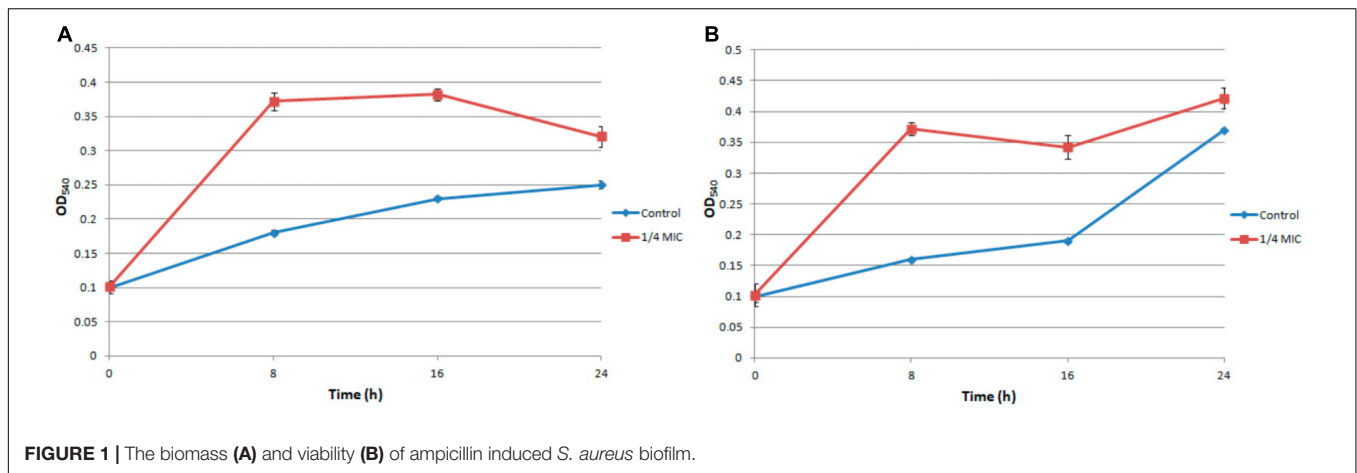 A
0.45
0.4
0.35
0.3
0.25
0.2
0.15
0.1
0.05
0
OD540
0 8 16 24
Time (h)
Control
1/4 MIC
B
0.5
0.45
0.4
0.35
0.3
0.25
0.2
0.15
0.1
0.05
0
OD540
0 8 16 24
Time (h)
Control
1/4 MIC
FIGURE 1 | The biomass (A) and viability (B) of ampicillin induced S. aureus biofilm.